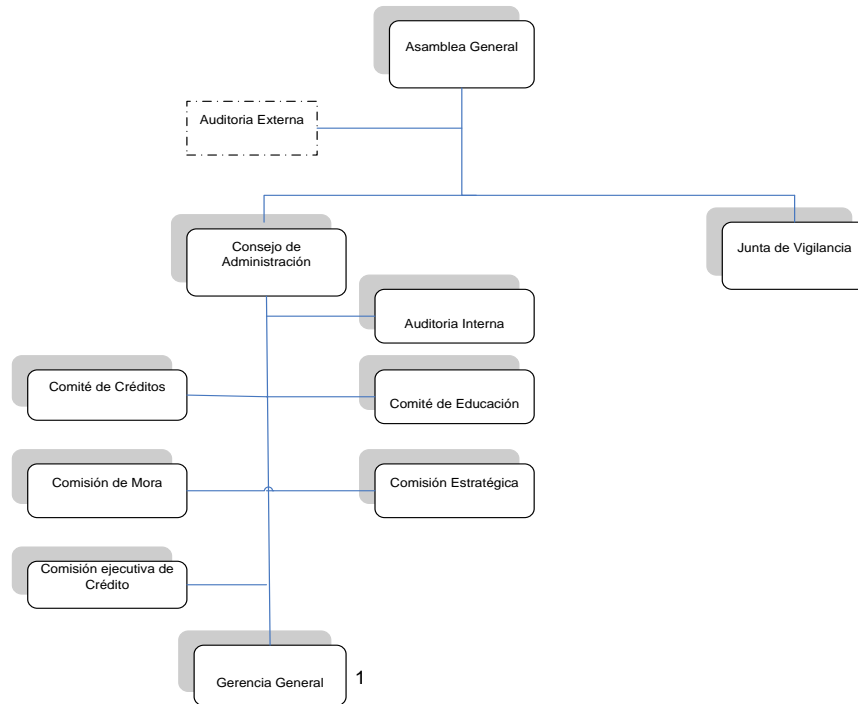 Asamblea General
Auditoria Externa
Consejo de
Administración
Junta de Vigilancia
Auditoria Interna
Comité de Créditos
Comité de Educación
Comisión de Mora
Comisión Estratégica
Comisión ejecutiva de
Crédito
Gerencia General
1